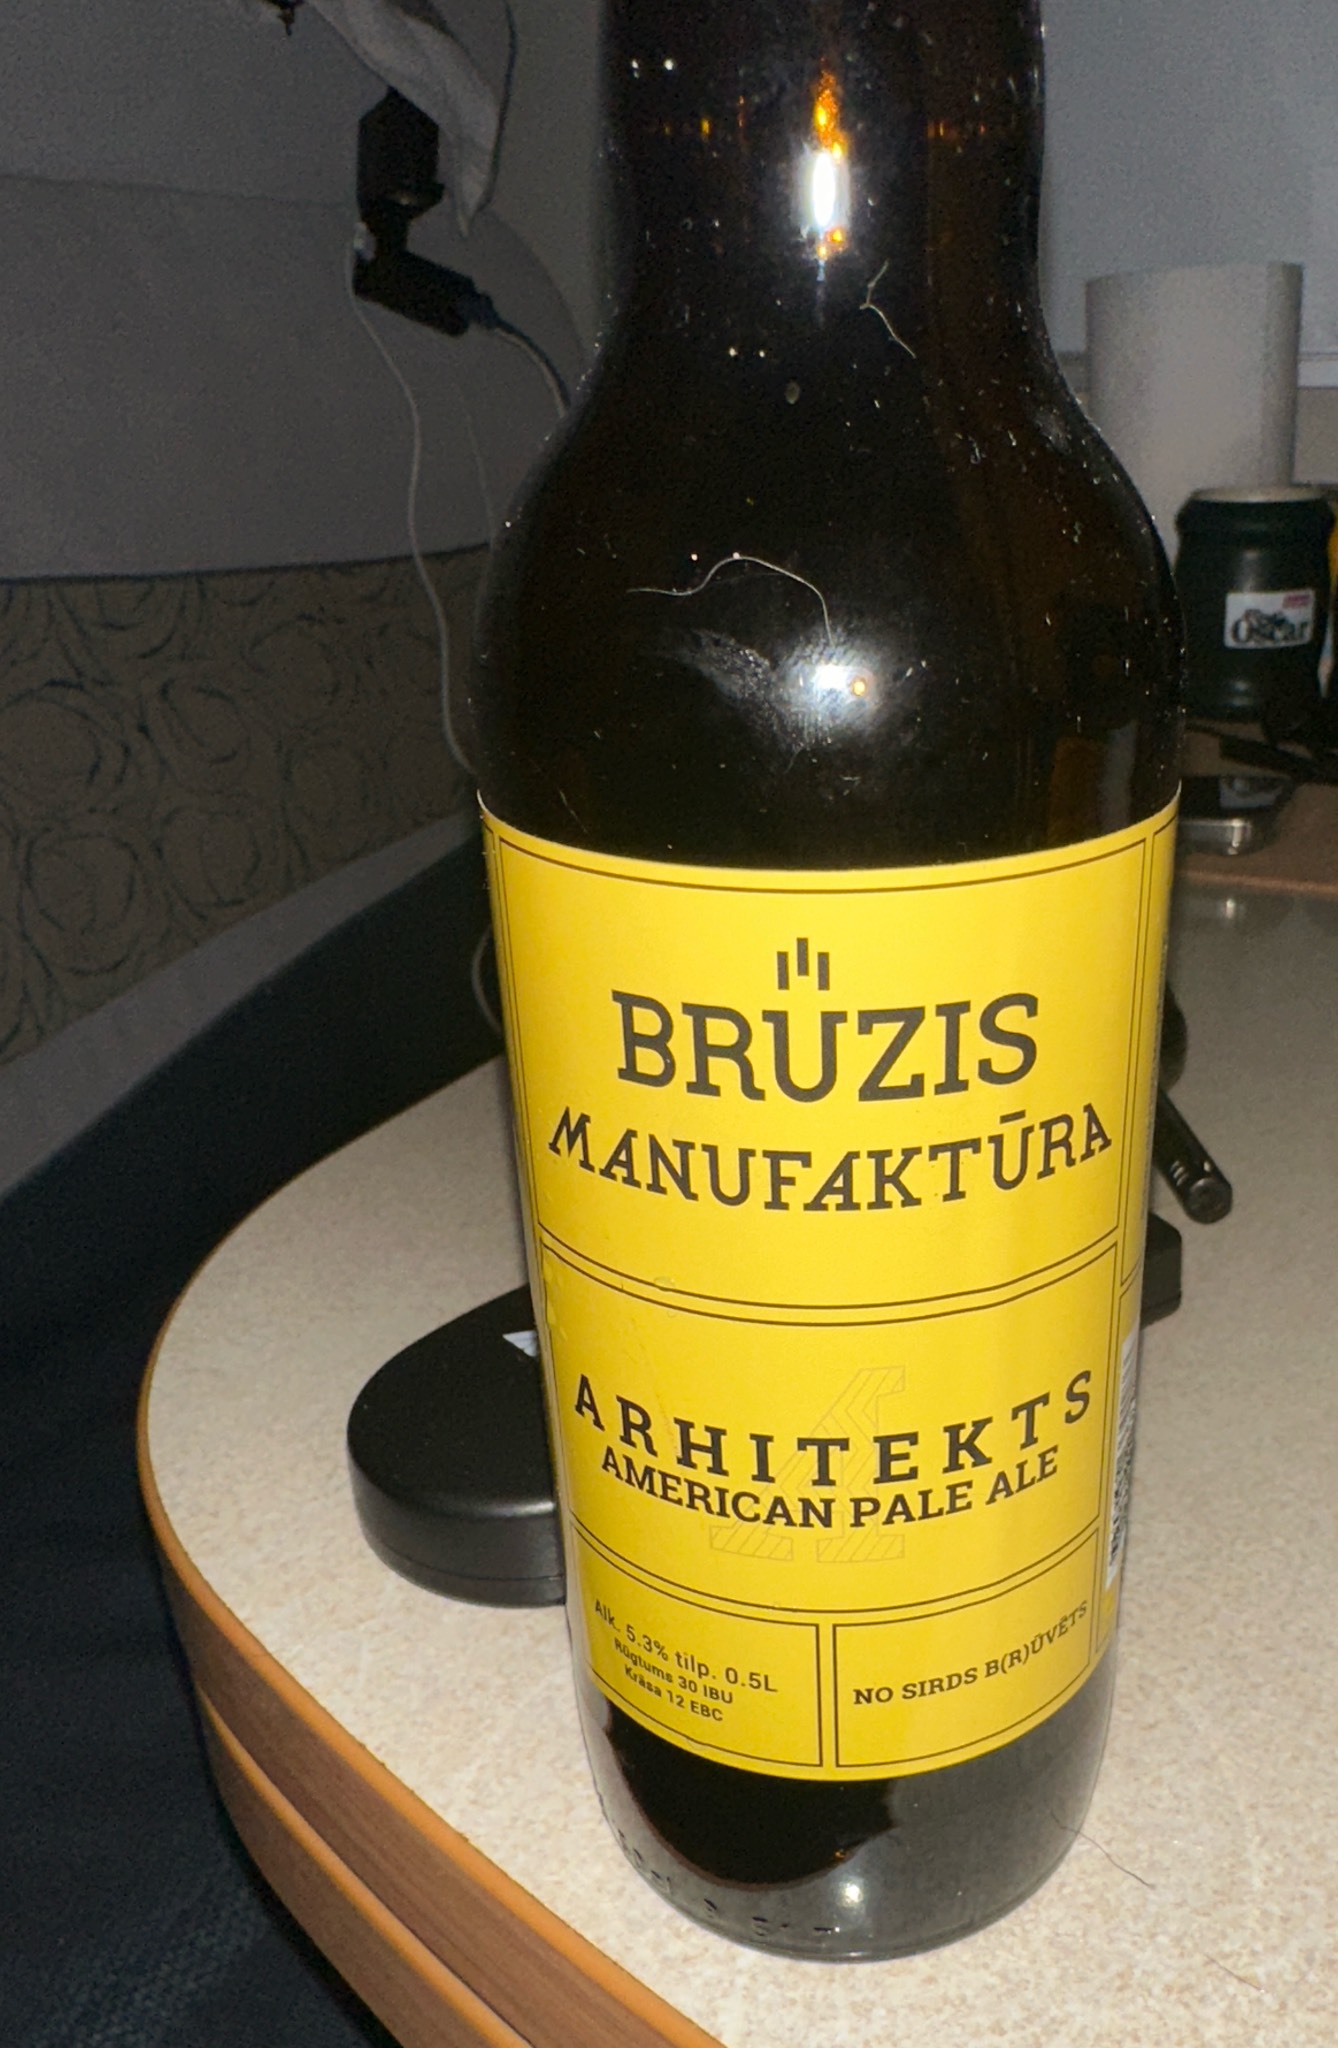 BRŪZIS
MANUFAKTŪRA
ARHITEKTS
AMERICAN PALE ALE
Alk. 5.3% tilp. 0.5L
Rūgtums 30 IBU
Krāsa 12 EBC
NO SIRDS B(R)ŪVĒTS
Oscar